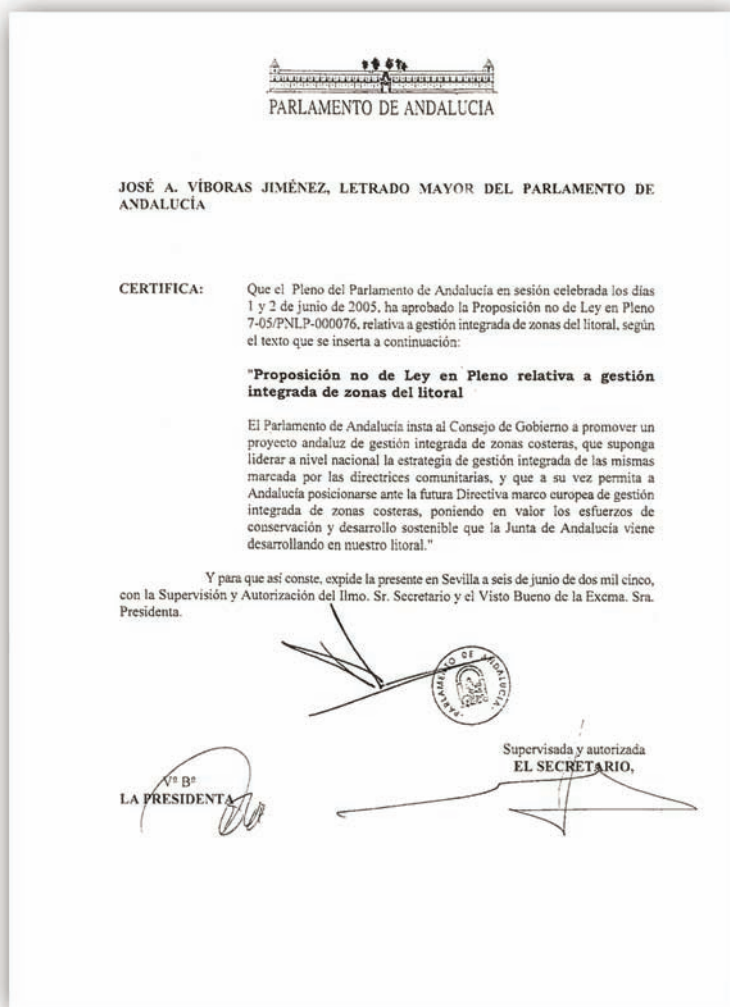 PARLAMENTO DE ANDALUCIA
JOSÉ A. VÍBORAS JIMÉNEZ, LETRADO MAYOR DEL PARLAMENTO DE
ANDALUCÍA
CERTIFICA: Que el Pleno del Parlamento de Andalucía en sesión celebrada los días
1 y 2 de junio de 2005, ha aprobado la Proposición no de Ley en Pleno
7-05/PNLP-000076, relativa a gestión integrada de zonas del litoral, según
el texto que se inserta a continuación:
"Proposición no de Ley en Pleno relativa a gestión
integrada de zonas del litoral
El Parlamento de Andalucía insta al Consejo de Gobierno a promover un
proyecto andaluz de gestión integrada de zonas costeras, que suponga
liderar a nivel nacional la estrategia de gestión integrada de las mismas
marcada por las directrices comunitarias, y que a su vez permita a
Andalucía posicionarse ante la futura Directiva marco europea de gestión
integrada de zonas costeras, poniendo en valor los esfuerzos de
conservación y desarrollo sostenible que la Junta de Andalucía viene
desarrollando en nuestro litoral."
Y para que así conste, expide la presente en Sevilla a seis de junio de dos mil cinco,
con la Supervisión y Autorización del Ilmo. Sr. Secretario y el Visto Bueno de la Excma. Sra.
Presidenta.
PARLAMENTO DE ANDALUCIA
Supervisada y autorizada
EL SECRETARIO,
Vº Bº
LA PRESIDENTA